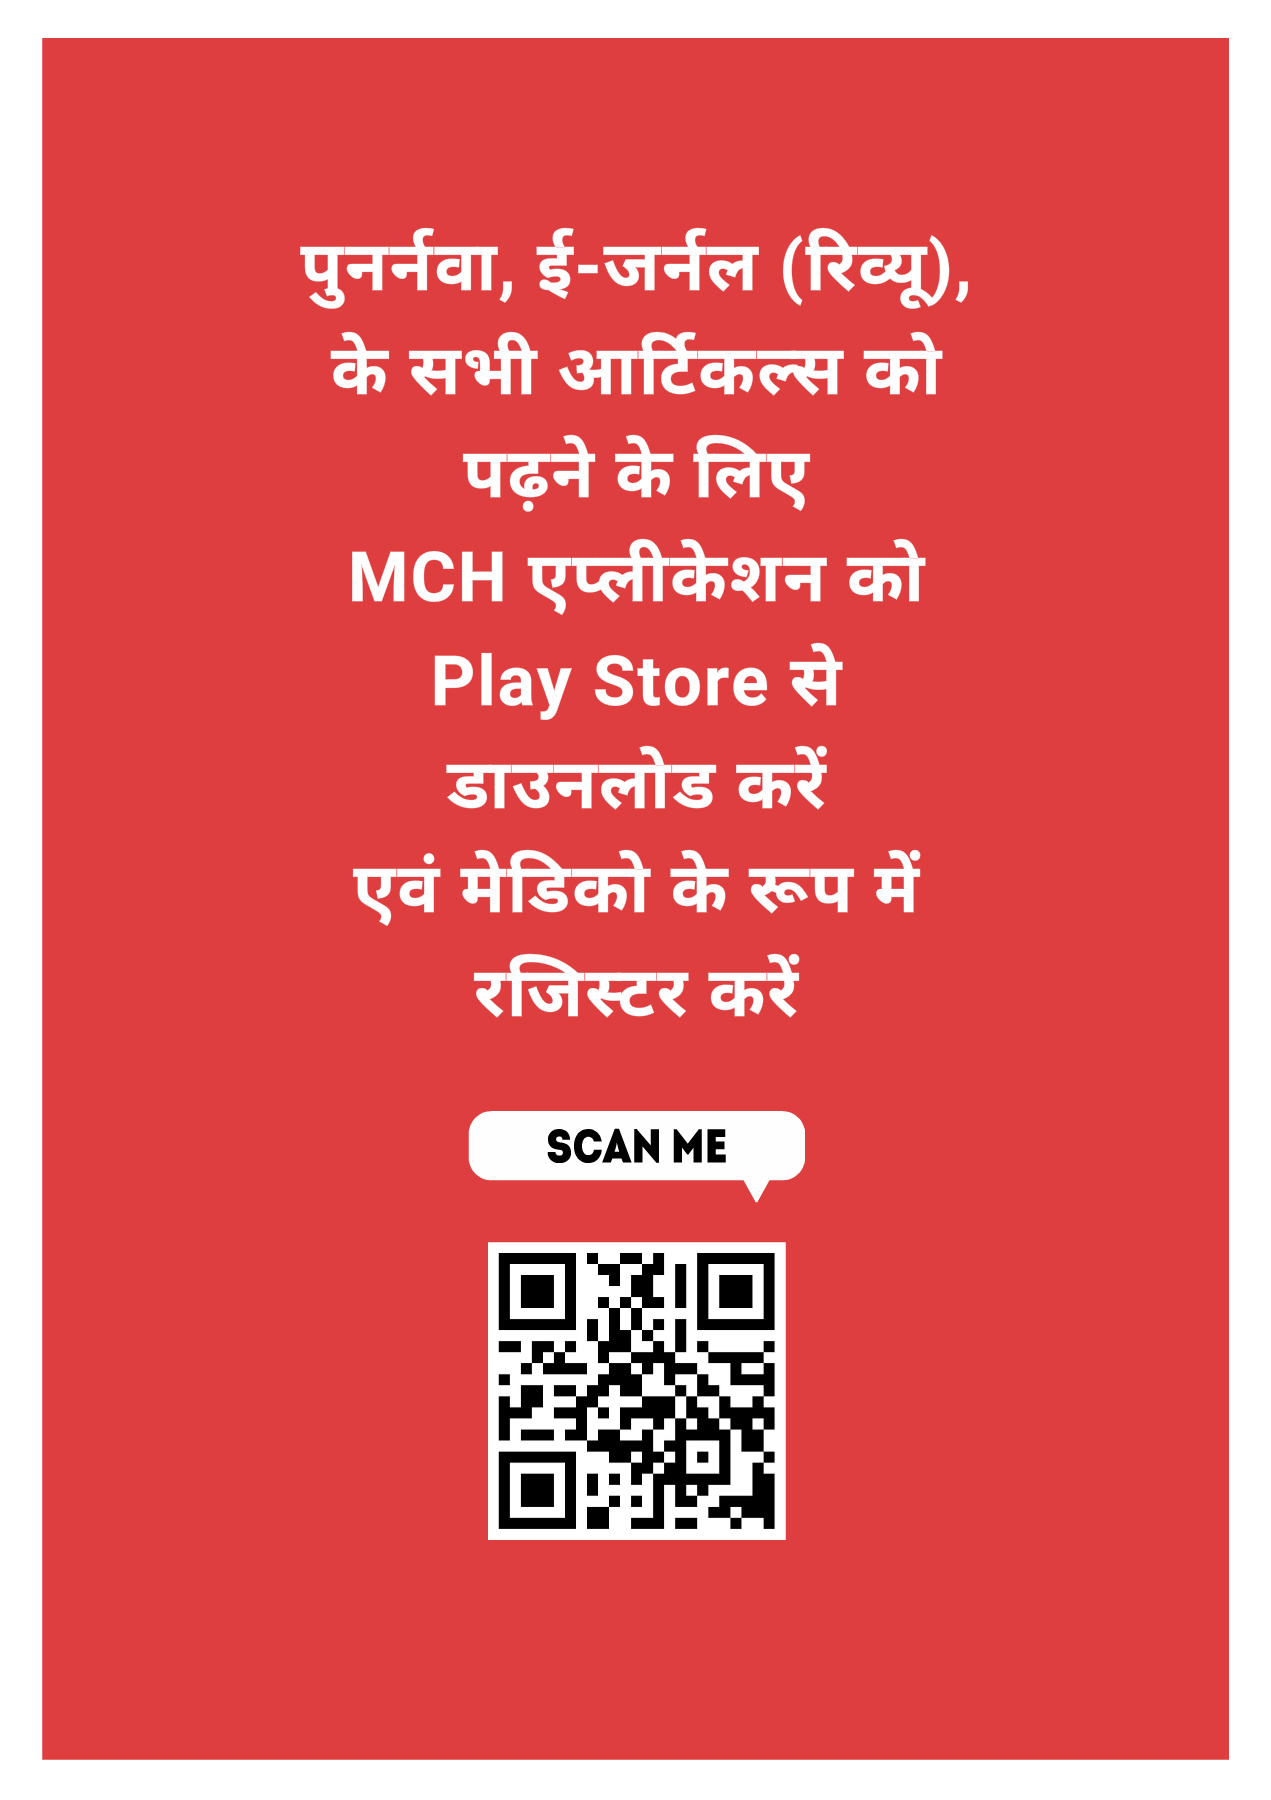 पुनर्नवा, ई-जर्नल (रिव्यू),
के सभी आर्टिकल्स को
पढ़ने के लिए
MCH एप्लीकेशन को
Play Store से
डाउनलोड करें
एवं मेडिको के रूप में
रजिस्टर करें
SCAN ME